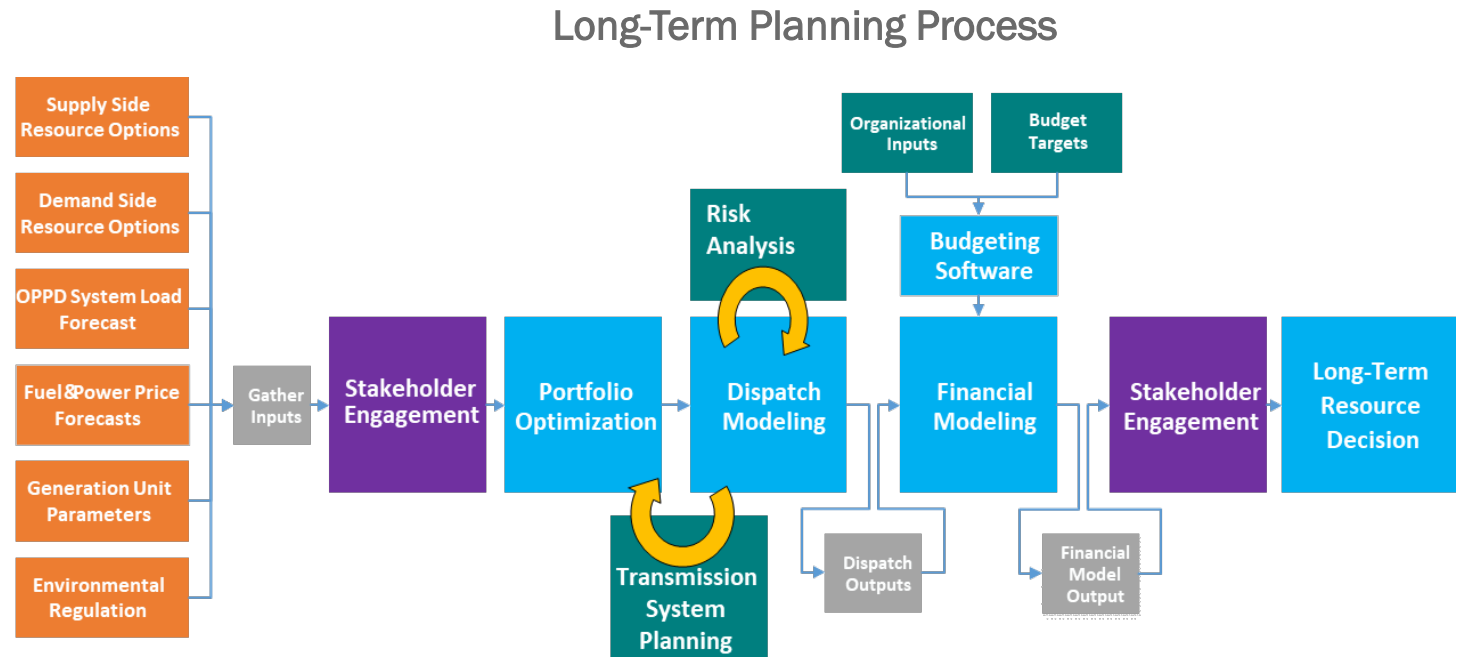 Long-Term Planning Process
Supply Side
Resource Options
Demand Side
Resource Options
OPPD System Load
Forecast
Fuel&Power Price
Forecasts
Generation Unit
Parameters
Environmental
Regulation
Gather
Inputs
Stakeholder
Engagement
Portfolio
Optimization
Risk
Analysis
Dispatch
Modeling
Transmission
System
Planning
Dispatch
Outputs
Organizational
Inputs
Budget
Targets
Budgeting
Software
Financial
Modeling
Financial
Model
Output
Stakeholder
Engagement
Long-Term
Resource
Decision